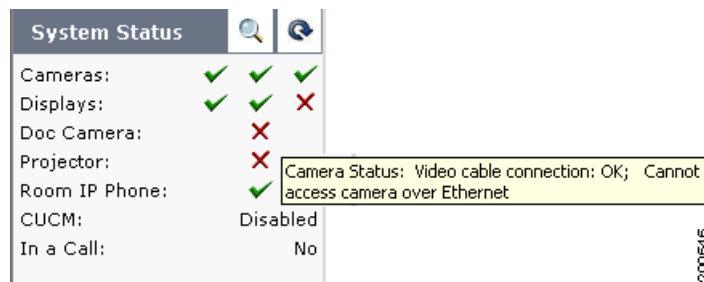 System Status
Cameras:
Displays:
Doc Camera:
Projector:
Camera Status: Video cable connection: OK; Cannot
access camera over Ethernet
Room IP Phone:
CUCM: Disabled
In a Call: No